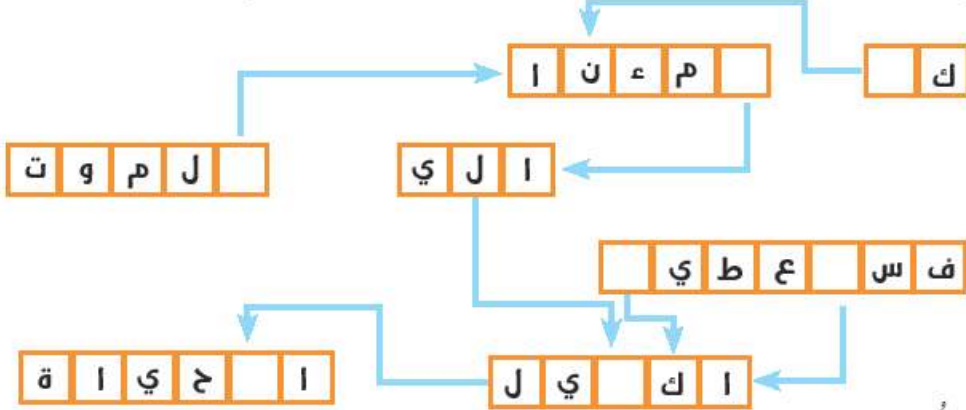 ك
م ء ن ا
ا ل ي
ل م و ت
ف س ع ط ي
ا ك ي ل
ا ح ي ا ة